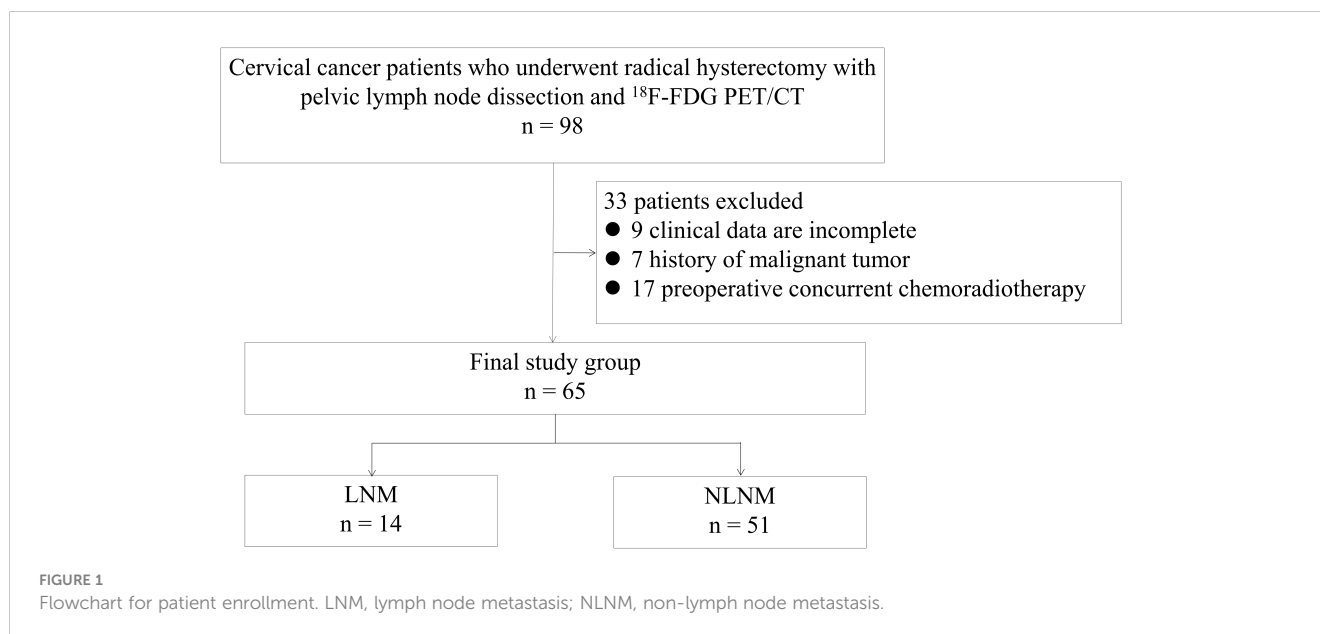 Cervical cancer patients who underwent radical hysterectomy with
pelvic lymph node dissection and ¹⁸F-FDG PET/CT
n = 98
33 patients excluded
● 9 clinical data are incomplete
● 7 history of malignant tumor
● 17 preoperative concurrent chemoradiotherapy
Final study group
n = 65
LNM
n = 14
NLNM
n = 51
FIGURE 1
Flowchart for patient enrollment. LNM, lymph node metastasis; NLNM, non-lymph node metastasis.